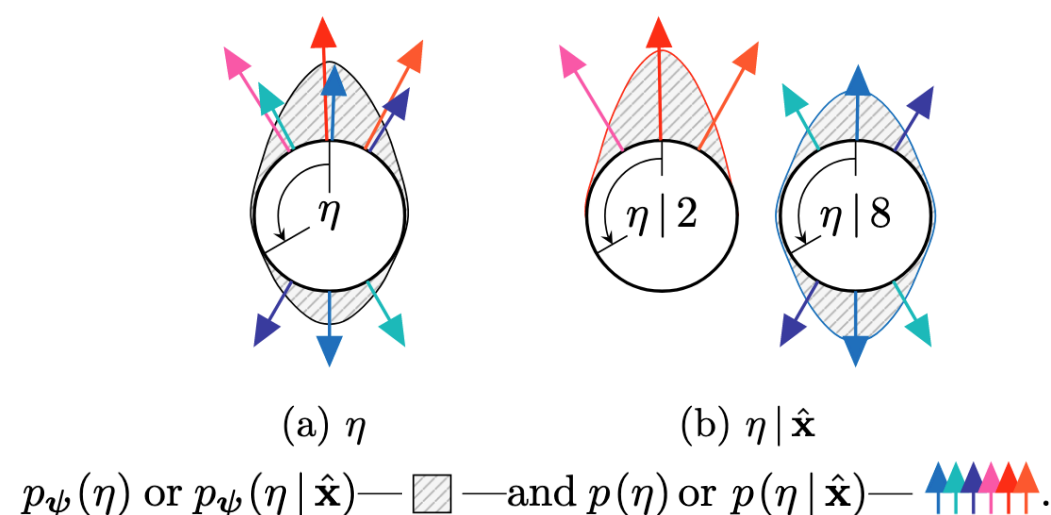 η
η | 2
η | 8
(a) η
(b) η | x̂
p_ψ(η) or p_ψ(η | x̂)— —and p(η) or p(η | x̂)— .